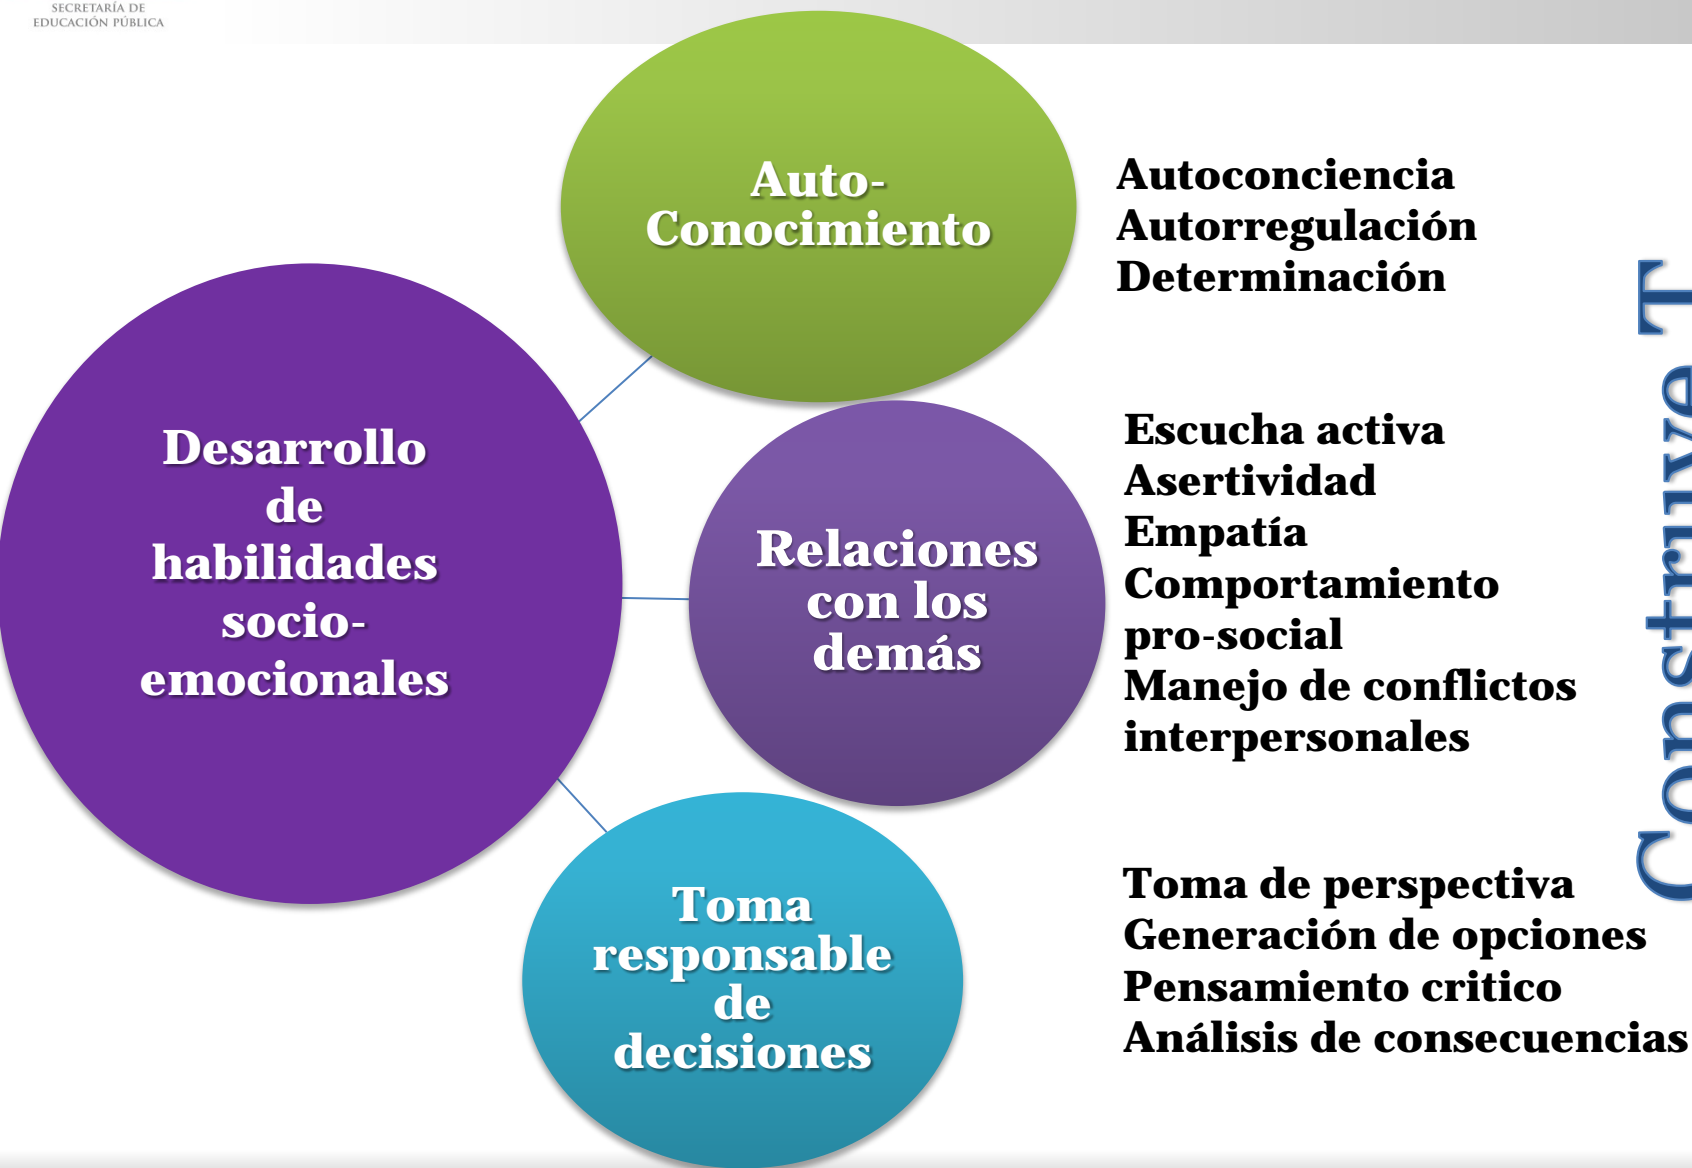 SECRETARÍA DE
EDUCACIÓN PÚBLICA
Auto-
Conocimiento
Autoconciencia
Autorregulación
Determinación
Desarrollo
de
habilidades
socio-
emocionales
Relaciones
con los
demás
Escucha activa
Asertividad
Empatía
Comportamiento
pro-social
Manejo de conflictos
interpersonales
Toma
responsable
de
decisiones
Toma de perspectiva
Generación de opciones
Pensamiento critico
Análisis de consecuencias
Construye T